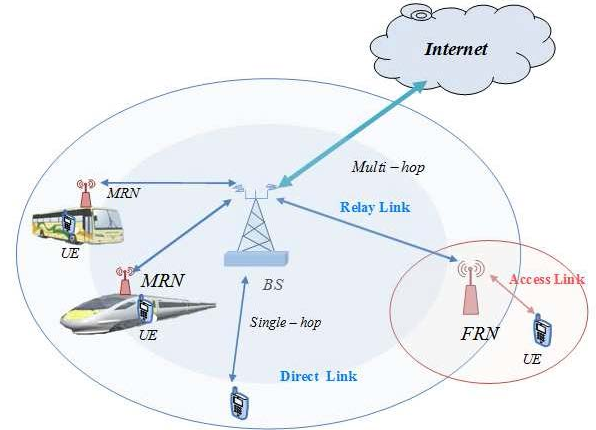 Internet
Multi – hop
MRN
Relay Link
UE
MRN
BS
Access Link
UE
Single – hop
FRN
UE
Direct Link